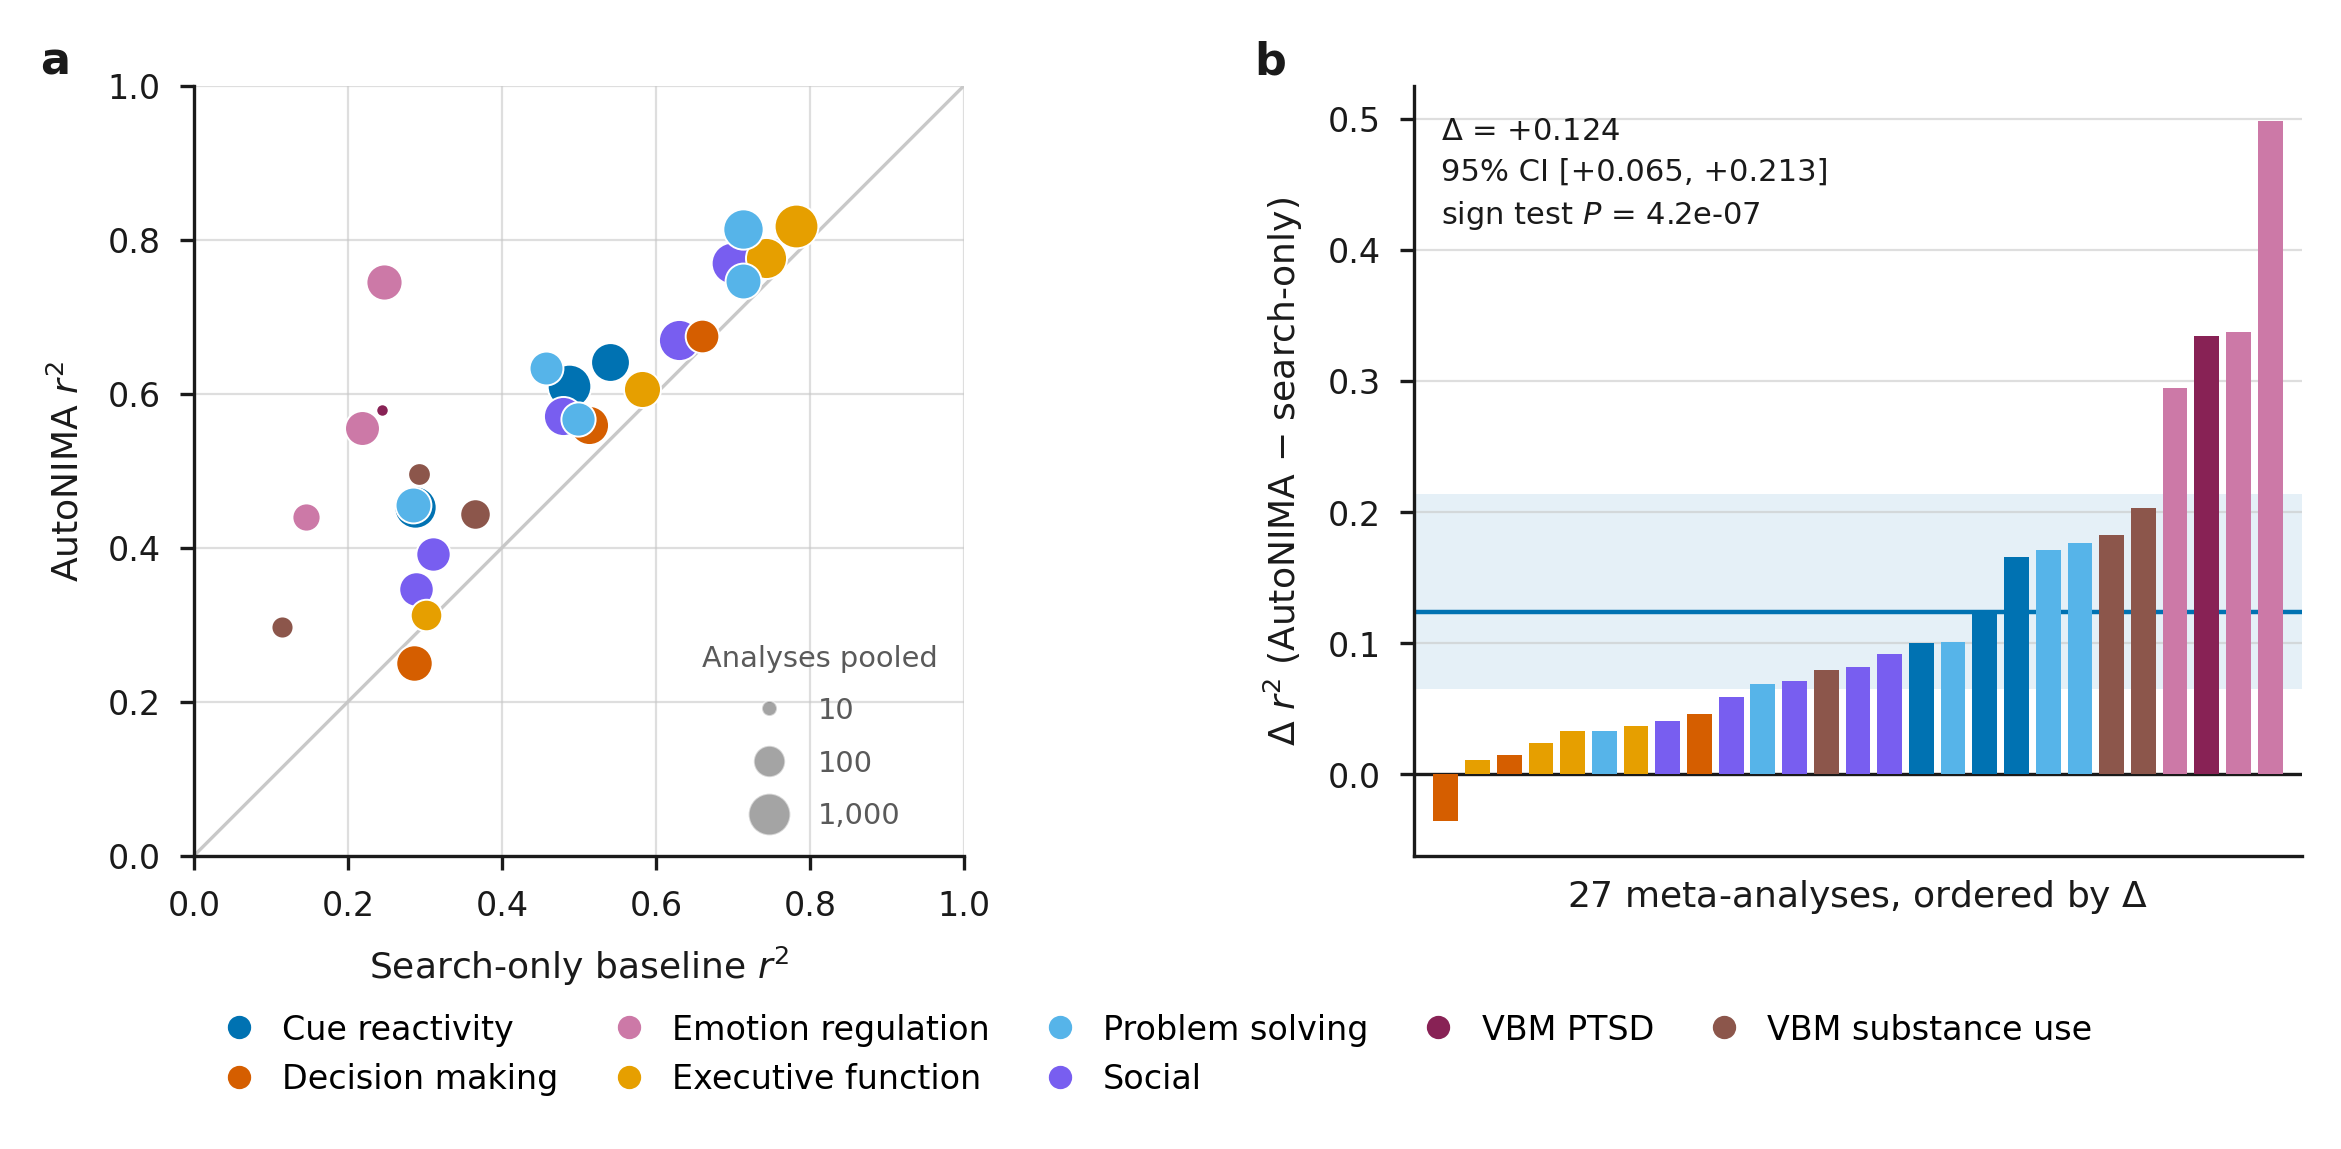 a
1.0
0.8
0.6
0.4
0.2
0.0
AutoNIMA r²
0.0 0.2 0.4 0.6 0.8 1.0
Search-only baseline r²
Analyses pooled
10
100
1,000
b
0.5
0.4
0.3
0.2
0.1
0.0
Δ r² (AutoNIMA − search-only)
Δ = +0.124
95% CI [+0.065, +0.213]
sign test P = 4.2e-07
27 meta-analyses, ordered by Δ
Cue reactivity Emotion regulation Problem solving VBM PTSD VBM substance use
Decision making Executive function Social